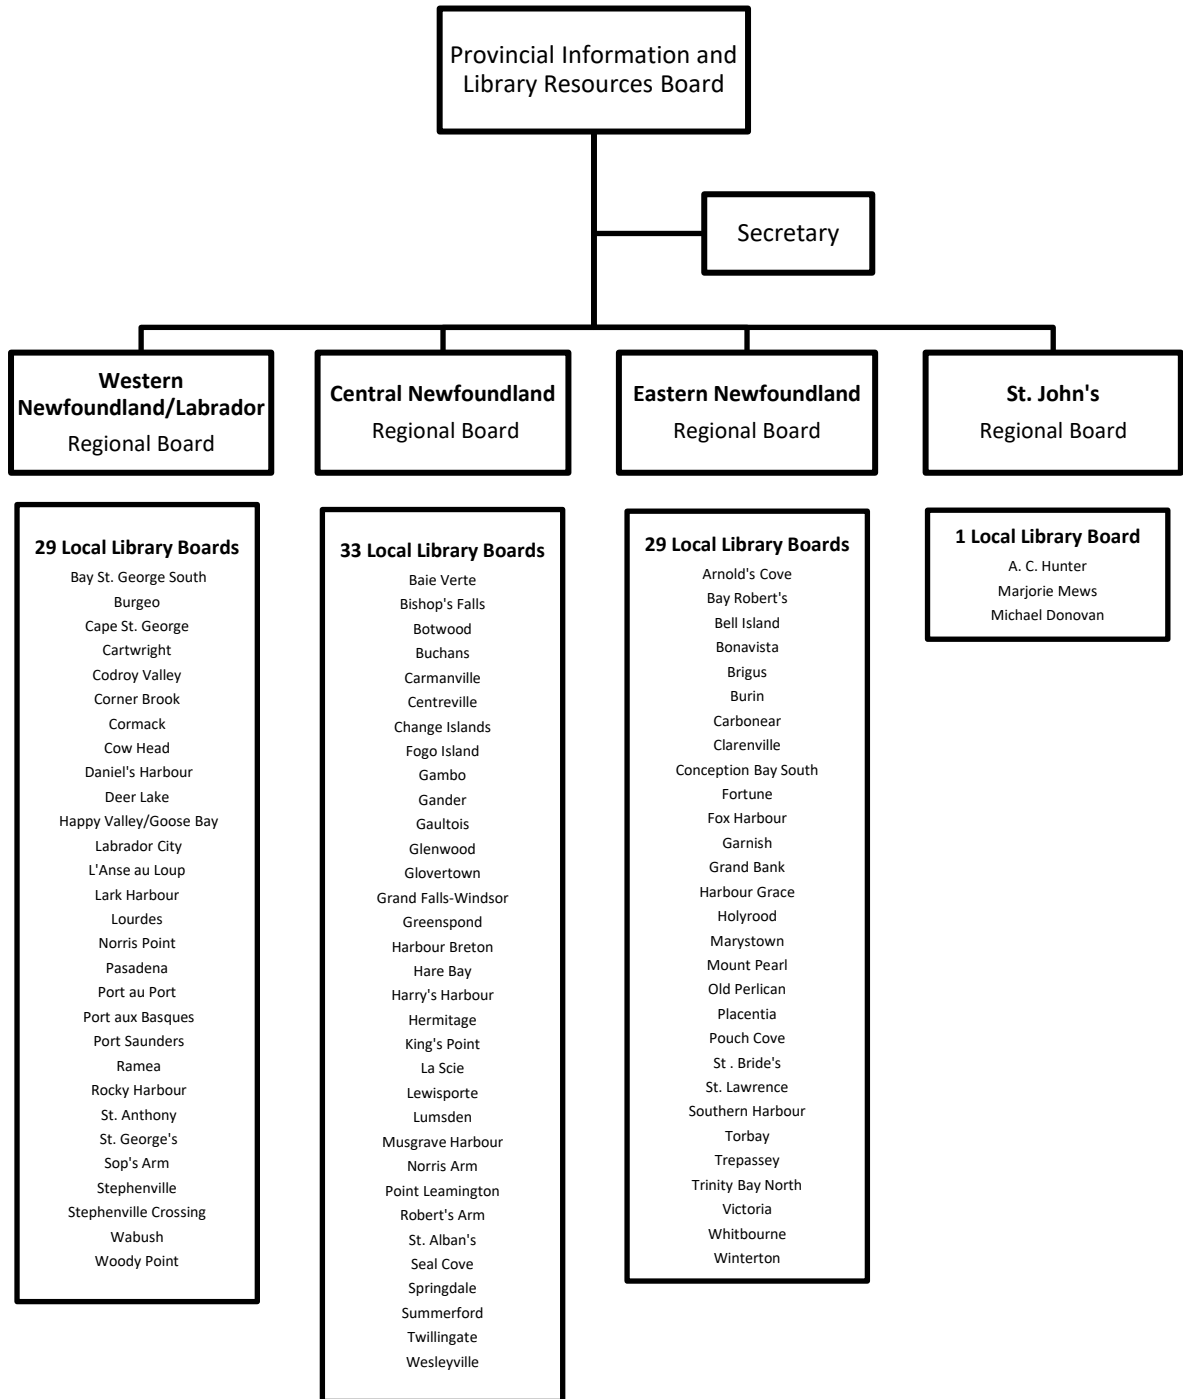 Provincial Information and
Library Resources Board
Secretary
Western
Newfoundland/Labrador
Regional Board
Central Newfoundland
Regional Board
Eastern Newfoundland
Regional Board
St. John's
Regional Board
29 Local Library Boards
Bay St. George South
Burgeo
Cape St. George
Cartwright
Codroy Valley
Corner Brook
Cormack
Cow Head
Daniel's Harbour
Deer Lake
Happy Valley/Goose Bay
Labrador City
L'Anse au Loup
Lark Harbour
Lourdes
Norris Point
Pasadena
Port au Port
Port aux Basques
Port Saunders
Ramea
Rocky Harbour
St. Anthony
St. George's
Sop's Arm
Stephenville
Stephenville Crossing
Wabush
Woody Point
33 Local Library Boards
Baie Verte
Bishop's Falls
Botwood
Buchans
Carmanville
Centreville
Change Islands
Fogo Island
Gambo
Gander
Gaultois
Glenwood
Glovertown
Grand Falls-Windsor
Greenspond
Harbour Breton
Hare Bay
Harry's Harbour
Hermitage
King's Point
La Scie
Lewisporte
Lumsden
Musgrave Harbour
Norris Arm
Point Leamington
Robert's Arm
St. Alban's
Seal Cove
Springdale
Summerford
Twillingate
Wesleyville
29 Local Library Boards
Arnold's Cove
Bay Robert's
Bell Island
Bonavista
Brigus
Burin
Carbonear
Clarenville
Conception Bay South
Fortune
Fox Harbour
Garnish
Grand Bank
Harbour Grace
Holyrood
Marystown
Mount Pearl
Old Perlican
Placentia
Pouch Cove
St . Bride's
St. Lawrence
Southern Harbour
Torbay
Trepassey
Trinity Bay North
Victoria
Whitbourne
Winterton
1 Local Library Board
A. C. Hunter
Marjorie Mews
Michael Donovan